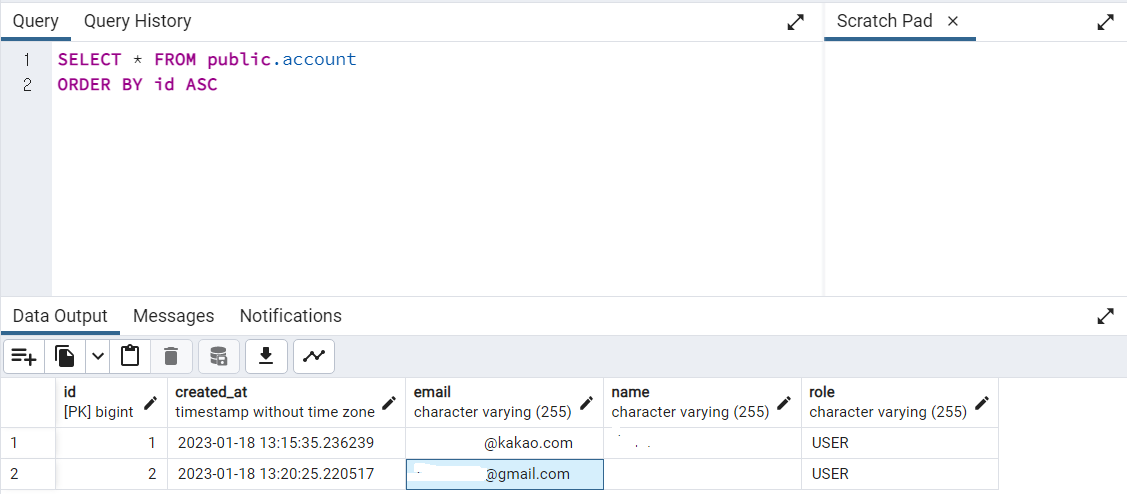 Query Query History Scratch Pad ×
1 SELECT * FROM public.account
2 ORDER BY id ASC
Data Output Messages Notifications
id created_at email name role
[PK] bigint timestamp without time zone character varying (255) character varying (255) character varying (255)
1 1 2023-01-18 13:15:35.236239 @kakao.com USER
2 2 2023-01-18 13:20:25.220517 @gmail.com USER